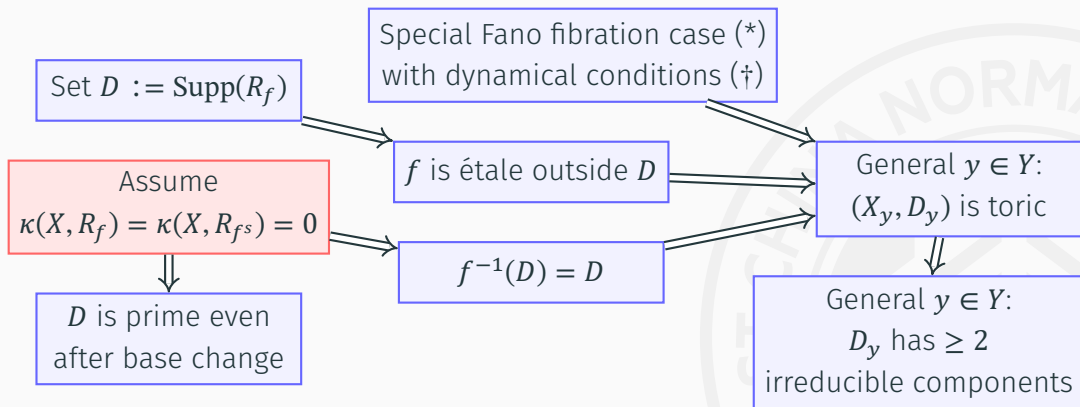 Special Fano fibration case (*)
with dynamical conditions (†)
Set D := Supp(R_f)
f is étale outside D
General y ∈ Y:
(X_y, D_y) is toric
Assume
κ(X, R_f) = κ(X, R_{f^s}) = 0
f^{-1}(D) = D
D is prime even
after base change
General y ∈ Y:
D_y has ≥ 2
irreducible components